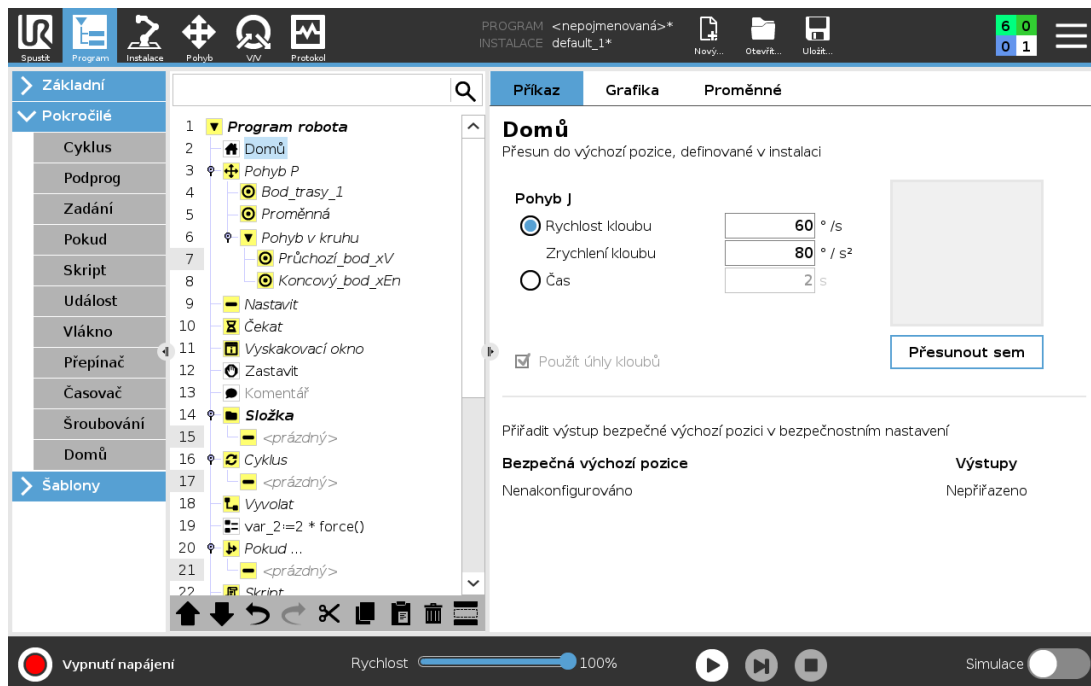 UR
Spustit
Program
Instalace
Pohyb
V/V
Protokol
PROGRAM <nepojmenovaná>*
INSTALACE default_1*
Nový...
Otevřít...
Uložit...
6 0
0 1
Základní
Pokročilé
Cyklus
Podprog
Zadání
Pokud
Skript
Událost
Vlákno
Přepínač
Časovač
Šroubování
Domů
Šablony
1 Program robota
2 Domů
3 Pohyb P
4 Bod_trasy_1
5 Proměnná
6 Pohyb v kruhu
7 Průchozí_bod_xV
8 Koncový_bod_xEn
9 Nastavit
10 Čekat
11 Vyskakovací okno
12 Zastavit
13 Komentář
14 Složka
15 <prázdný>
16 Cyklus
17 <prázdný>
18 Vyvolat
19 var_2:=2 * force()
20 Pokud ...
21 <prázdný>
22 Skript
Příkaz Grafika Proměnné
Domů
Přesun do výchozí pozice, definované v instalaci
Pohyb J
Rychlost kloubu 60 ° /s
Zrychlení kloubu 80 ° / s²
Čas 2 s
Použít úhly kloubů
Přesunout sem
Přiřadit výstup bezpečné výchozí pozici v bezpečnostním nastavení
Bezpečná výchozí pozice Výstupy
Nenakonfigurováno Nepřiřazeno
Vypnutí napájení
Rychlost 100%
Simulace